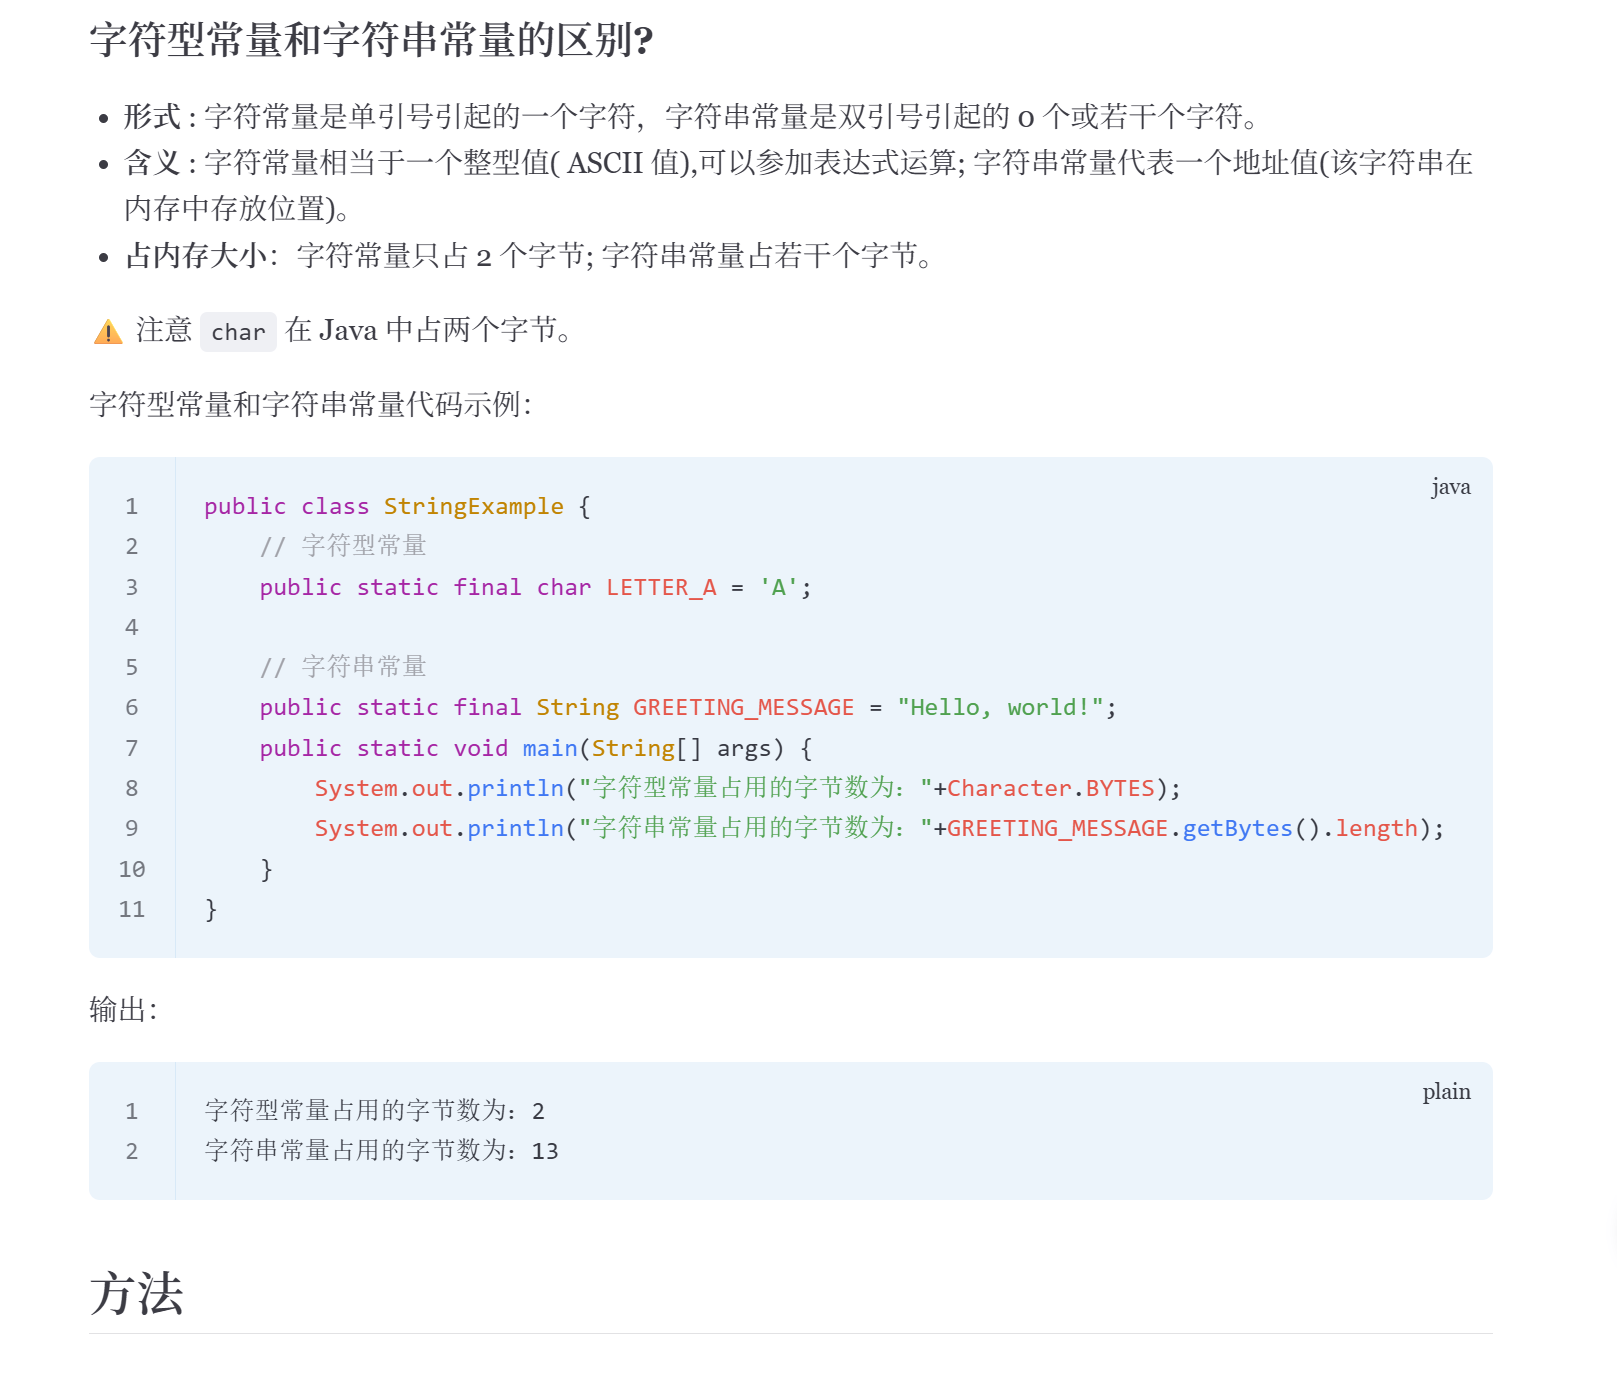 字符型常量和字符串常量的区别?
• 形式 : 字符常量是单引号引起的一个字符，字符串常量是双引号引起的 0 个或若干个字符。
• 含义 : 字符常量相当于一个整型值( ASCII 值),可以参加表达式运算; 字符串常量代表一个地址值(该字符串在
内存中存放位置)。
• 占内存大小：字符常量只占 2 个字节; 字符串常量占若干个字节。
⚠️ 注意 char 在 Java 中占两个字节。
字符型常量和字符串常量代码示例：
java
1 public class StringExample {
2     // 字符型常量
3     public static final char LETTER_A = 'A';
4
5     // 字符串常量
6     public static final String GREETING_MESSAGE = "Hello, world!";
7     public static void main(String[] args) {
8         System.out.println("字符型常量占用的字节数为："+Character.BYTES);
9         System.out.println("字符串常量占用的字节数为："+GREETING_MESSAGE.getBytes().length);
10     }
11 }
输出：
plain
1 字符型常量占用的字节数为：2
2 字符串常量占用的字节数为：13
方法